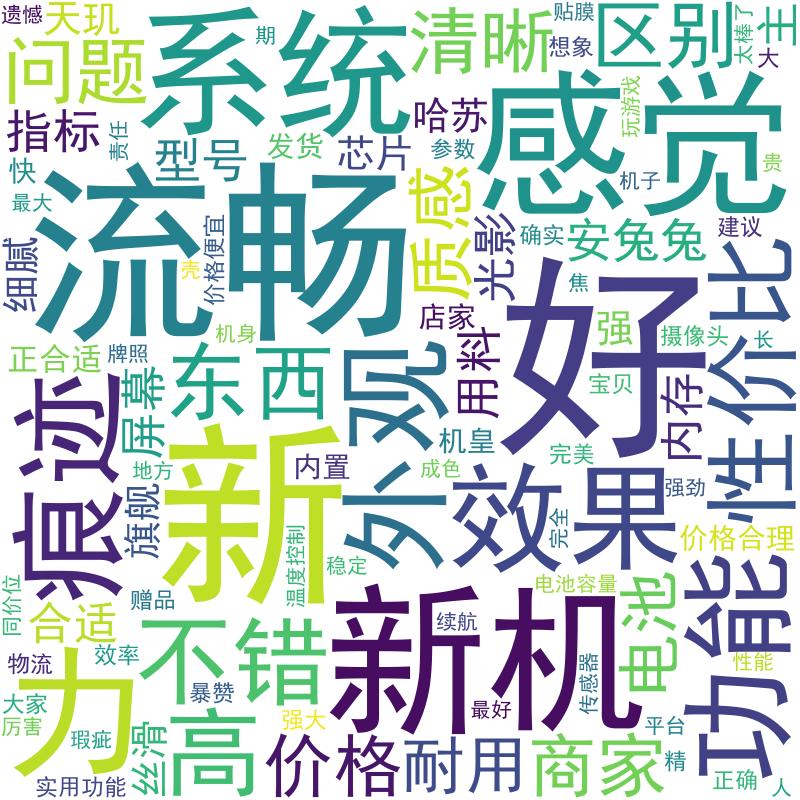 遗憾
天玑
系统
期
清晰
贴膜
想象
区别
太棒了
主
大
问题
指标
责任
型号
发货
芯片
哈苏
参数
感觉
玩游戏
机子
贵
快
最大
流畅
质感
光影
确实
安兔兔
建议
细腻
壳
价格便宜
焦
性价比
机身
店家
好
强
摄像头
长
正合适
牌照
屏幕
东西
外观
用料
宝贝
内存
痕迹
地方
新
内置
成色
机皇
完美
效果
强劲
旗舰
完全
价格合理
同价位
赠品
温度控制
稳定
电池容量
电池
功能
合适
不错
新机
续航
物流
效率
力
暴赞
传感器
性能
大家
厉害
瑕疵
丝滑
高
强大
最好
平台
价格
耐用
商家
精
实用功能
正确
人